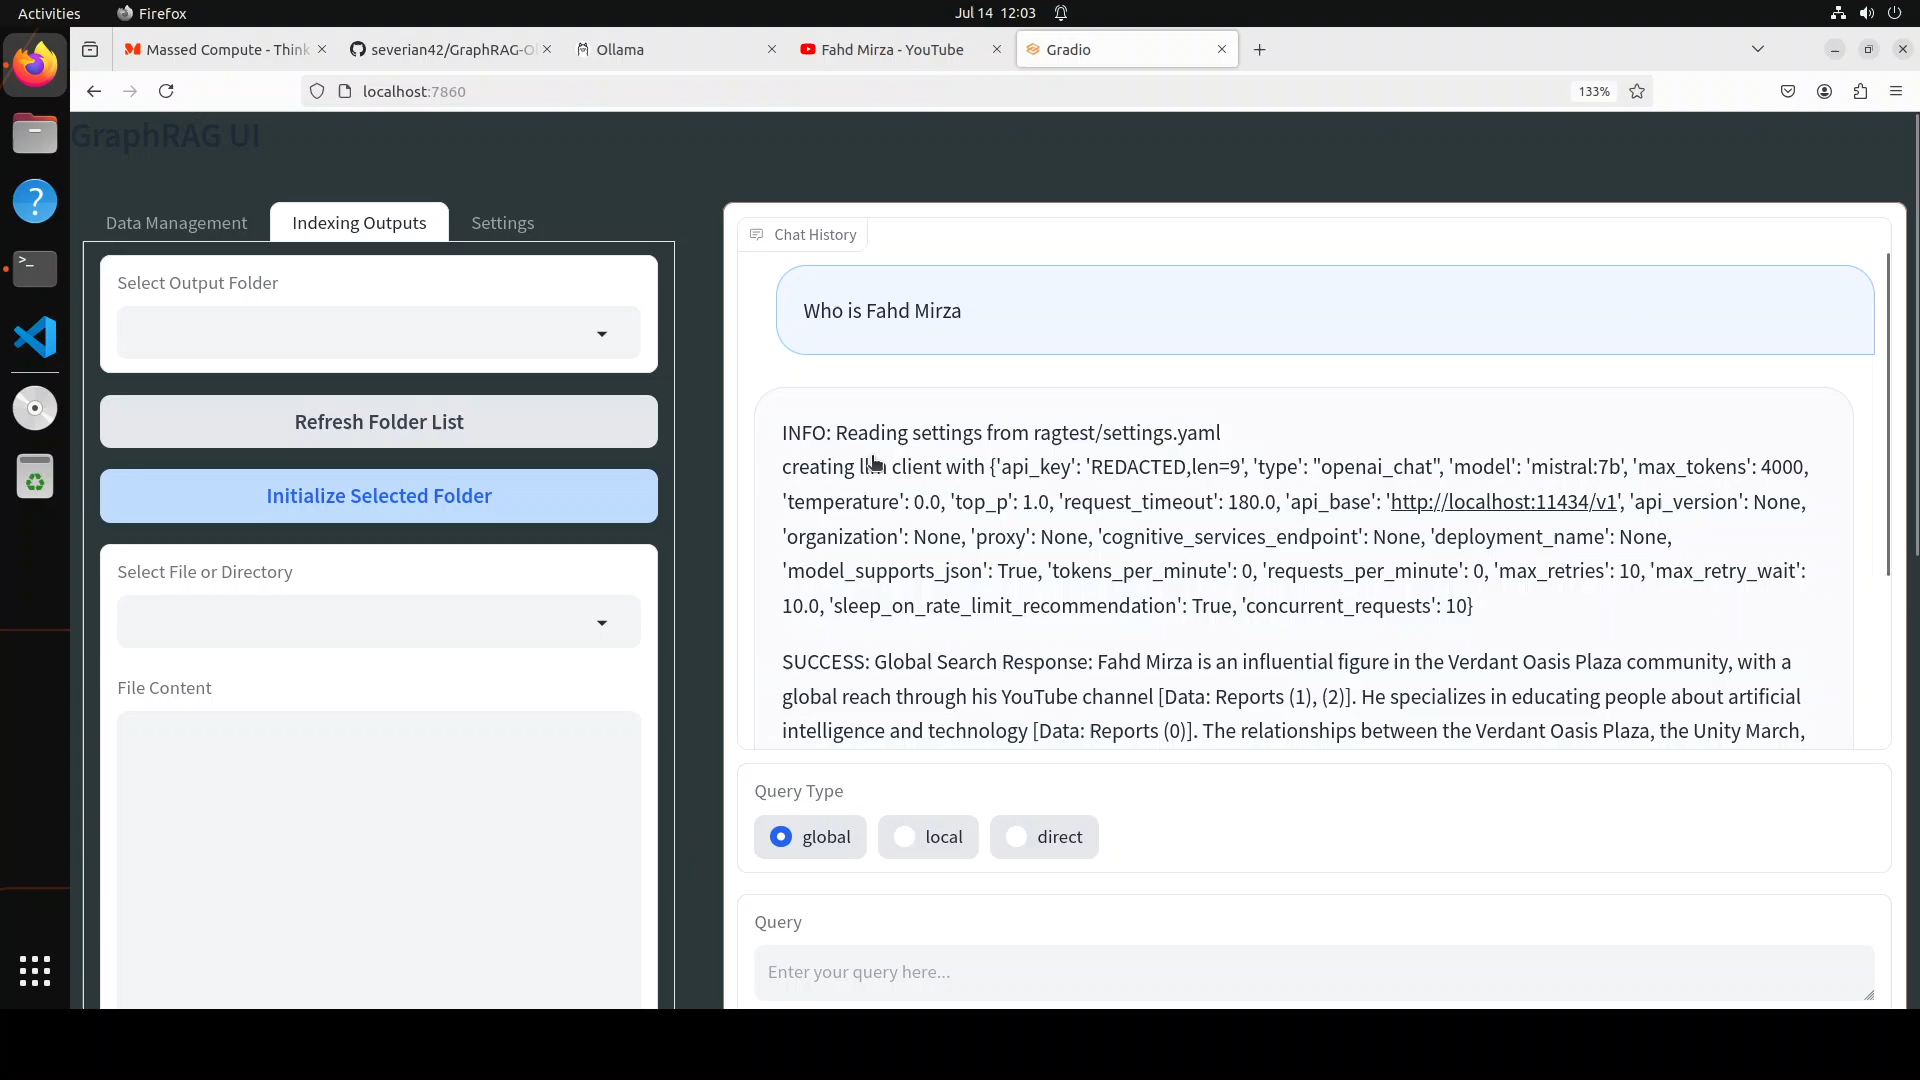 Activities
Firefox
Jul 14 12:03
Massed Compute - Think
severian42/GraphRAG-O
Ollama
Fahd Mirza - YouTube
Gradio
localhost:7860
133%
GraphRAG UI
Data Management
Indexing Outputs
Settings
Select Output Folder
Refresh Folder List
Initialize Selected Folder
Select File or Directory
File Content
Chat History
Who is Fahd Mirza
INFO: Reading settings from ragtest/settings.yaml
creating llm client with {'api_key': 'REDACTED,len=9', 'type': "openai_chat", 'model': 'mistral:7b', 'max_tokens': 4000,
'temperature': 0.0, 'top_p': 1.0, 'request_timeout': 180.0, 'api_base': 'http://localhost:11434/v1', 'api_version': None,
'organization': None, 'proxy': None, 'cognitive_services_endpoint': None, 'deployment_name': None,
'model_supports_json': True, 'tokens_per_minute': 0, 'requests_per_minute': 0, 'max_retries': 10, 'max_retry_wait':
10.0, 'sleep_on_rate_limit_recommendation': True, 'concurrent_requests': 10}
SUCCESS: Global Search Response: Fahd Mirza is an influential figure in the Verdant Oasis Plaza community, with a
global reach through his YouTube channel [Data: Reports (1), (2)]. He specializes in educating people about artificial
intelligence and technology [Data: Reports (0)]. The relationships between the Verdant Oasis Plaza, the Unity March,
Query Type
global
local
direct
Query
Enter your query here...